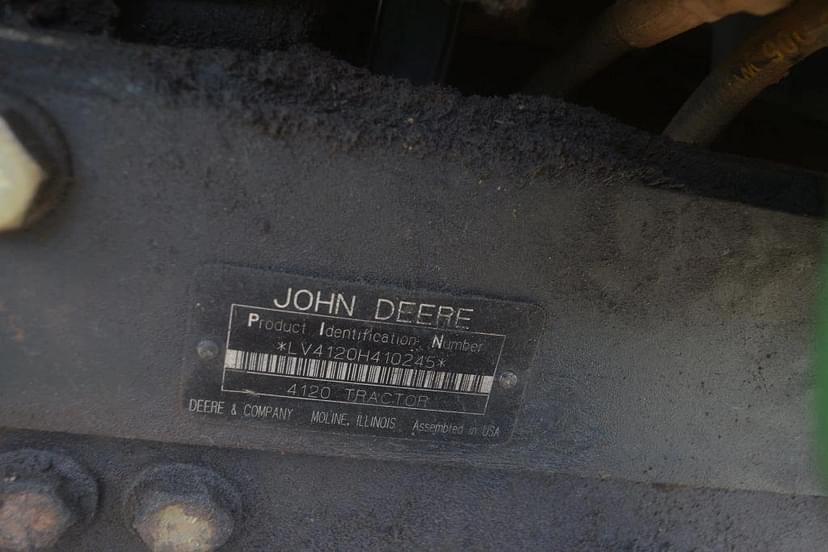 JOHN DEERE
Product Identification Number
*LV4120H410245*
4120 TRACTOR
DEERE & COMPANY MOLINE, ILLINOIS Assembled in USA